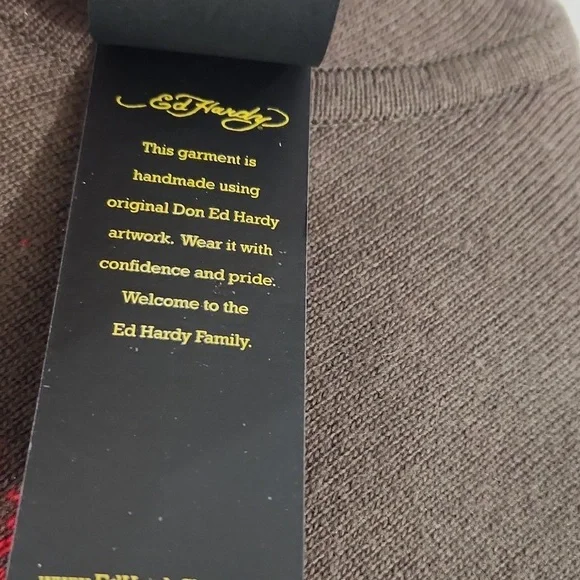 Ed Hardy
This garment is
handmade using
original Don Ed Hardy
artwork. Wear it with
confidence and pride.
Welcome to the
Ed Hardy Family.